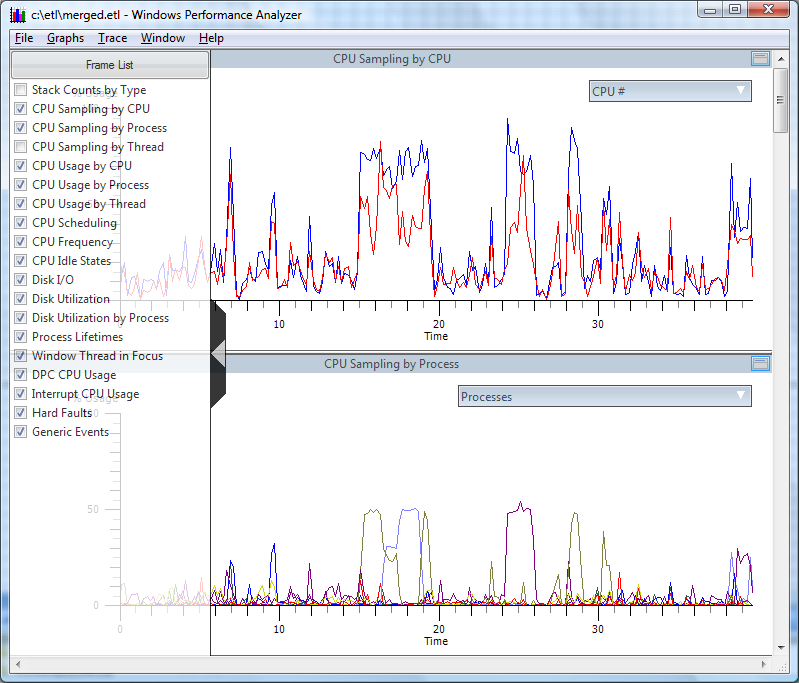 c:\etl\merged.etl - Windows Performance Analyzer
File Graphs Trace Window Help
Frame List
Stack Counts by Type
CPU Sampling by CPU
CPU Sampling by Process
CPU Sampling by Thread
CPU Usage by CPU
CPU Usage by Process
CPU Usage by Thread
CPU Scheduling
CPU Frequency
CPU Idle States
Disk I/O
Disk Utilization
Disk Utilization by Process
Process Lifetimes
Window Thread in Focus
DPC CPU Usage
Interrupt CPU Usage
Hard Faults
Generic Events
CPU Sampling by CPU
CPU #
10 20 30
Time
CPU Sampling by Process
Processes
50
0
0 10 20 30
Time